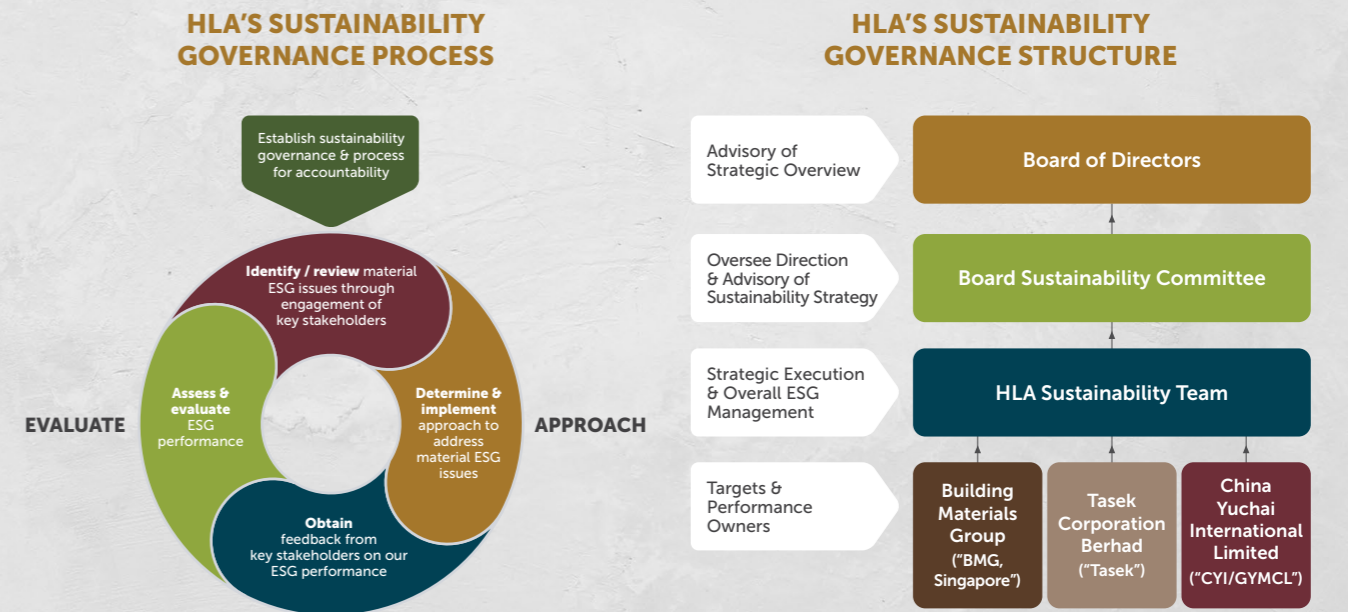 HLA’S SUSTAINABILITY
GOVERNANCE PROCESS
Establish sustainability
governance & process
for accountability
Identify / review material
ESG issues through
engagement of
key stakeholders
Determine &
implement
approach to
address
material ESG
issues
APPROACH
Obtain
feedback from
key stakeholders on our
ESG performance
Assess &
evaluate
ESG
performance
EVALUATE
HLA’S SUSTAINABILITY
GOVERNANCE STRUCTURE
Advisory of
Strategic Overview
Board of Directors
Oversee Direction
& Advisory of
Sustainability Strategy
Board Sustainability Committee
Strategic Execution
& Overall ESG
Management
HLA Sustainability Team
Targets &
Performance
Owners
Building
Materials
Group
(“BMG,
Singapore”)
Tasek
Corporation
Berhad
(“Tasek”)
China
Yuchai
International
Limited
(“CYI/GYMCL”)